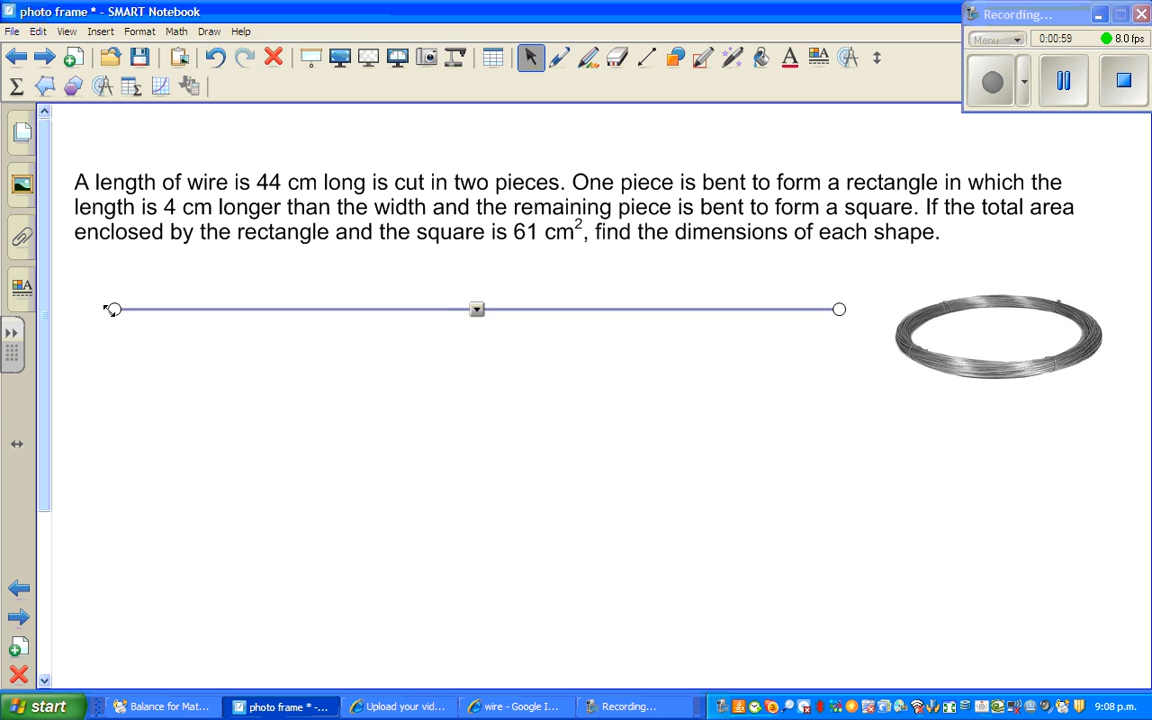 photo frame * - SMART Notebook
Recording...
File Edit View Insert Format Math Draw Help
Menu 0:00:59 8.0 fps
A length of wire is 44 cm long is cut in two pieces. One piece is bent to form a rectangle in which the
length is 4 cm longer than the width and the remaining piece is bent to form a square. If the total area
enclosed by the rectangle and the square is 61 cm², find the dimensions of each shape.
start Balance for Mat... photo frame * -... Upload your vid... wire - Google I... Recording... 9:08 p.m.